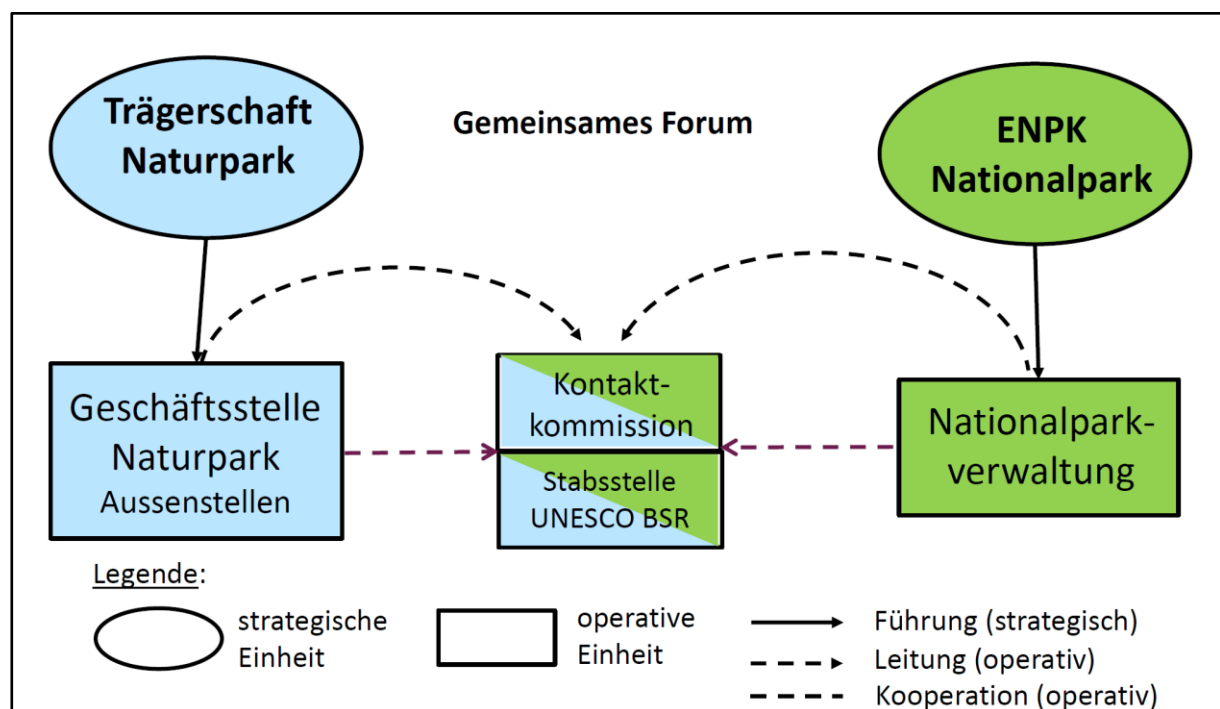 Trägerschaft
Naturpark
Gemeinsames Forum
ENPK
Nationalpark
Geschäftsstelle
Naturpark
Aussenstellen
Kontakt-
kommission
Stabsstelle
UNESCO BSR
Nationalpark-
verwaltung
Legende:
strategische
Einheit
operative
Einheit
Führung (strategisch)
Leitung (operativ)
Kooperation (operativ)